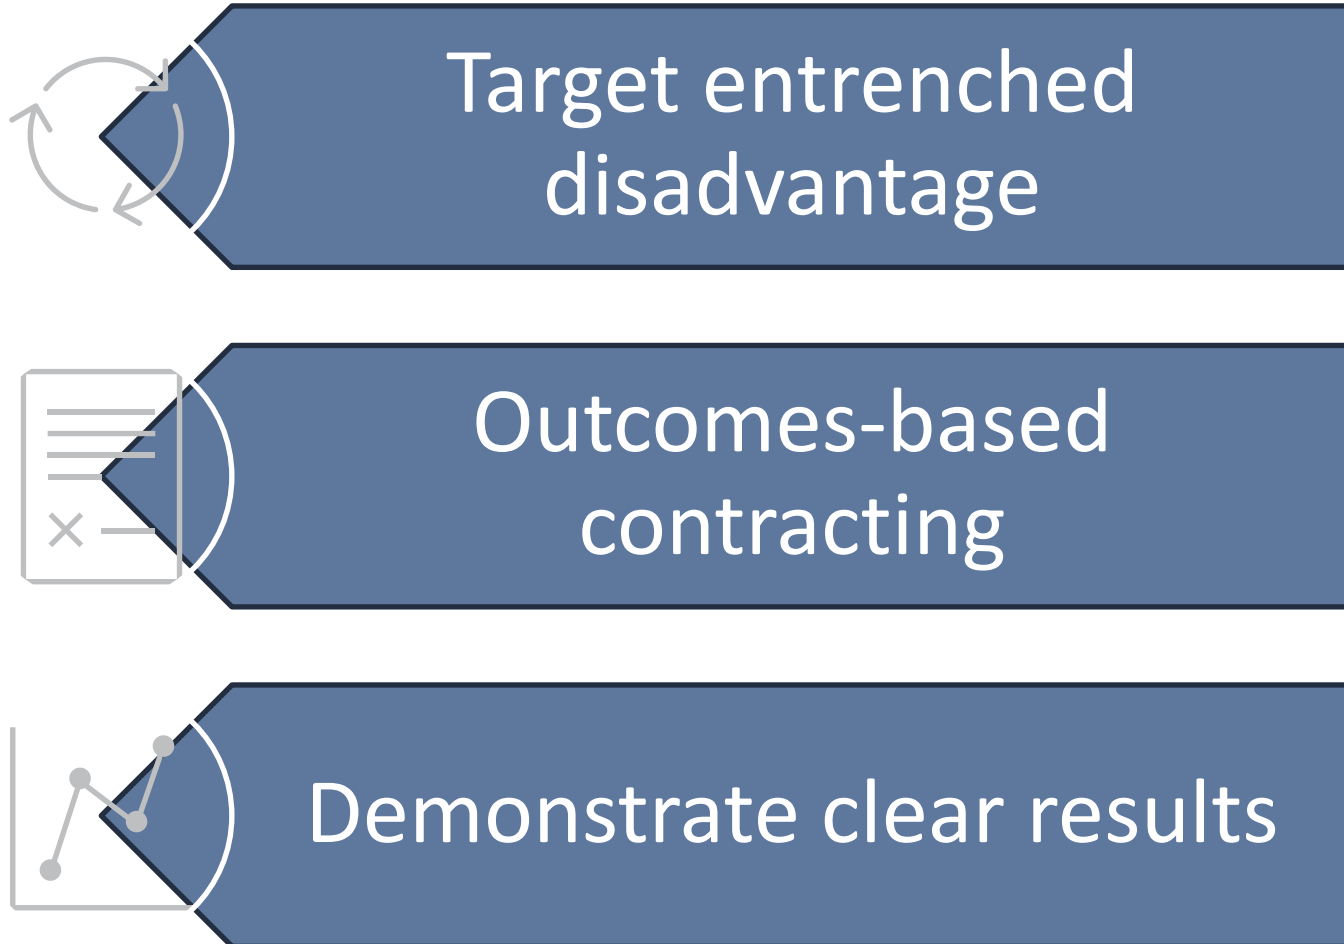 Target entrenched
disadvantage
Outcomes-based
contracting
Demonstrate clear results